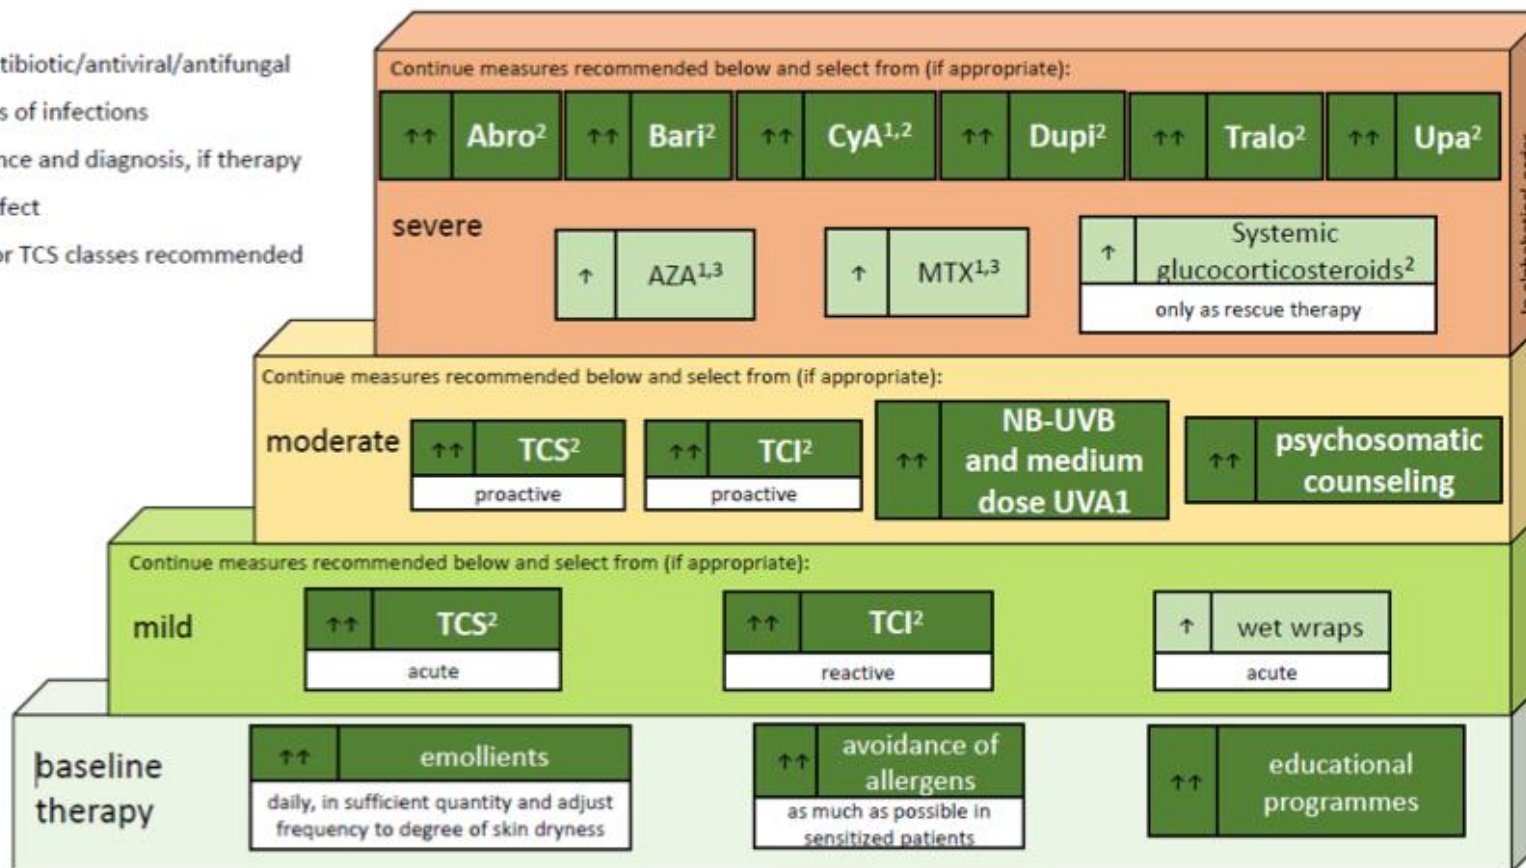 tibiotic/antiviral/antifungal
s of infections
nce and diagnosis, if therapy
fect
or TCS classes recommended
Continue measures recommended below and select from (if appropriate):
↑↑ Abro² ↑↑ Bari² ↑↑ CyA¹,² ↑↑ Dupi² ↑↑ Tralo² ↑↑ Upa²
severe
↑ AZA¹,³
↑ MTX¹,³
↑ Systemic
glucocorticosteroids²
only as rescue therapy
Continue measures recommended below and select from (if appropriate):
moderate
↑↑ TCS²
proactive
↑↑ TCI²
proactive
↑↑ NB-UVB
and medium
dose UVA1
↑↑ psychosomatic
counseling
Continue measures recommended below and select from (if appropriate):
mild
↑↑ TCS²
acute
↑↑ TCI²
reactive
↑ wet wraps
acute
baseline
therapy
↑↑ emollients
daily, in sufficient quantity and adjust
frequency to degree of skin dryness
↑↑ avoidance of
allergens
as much as possible in
sensitized patients
↑↑ educational
programmes